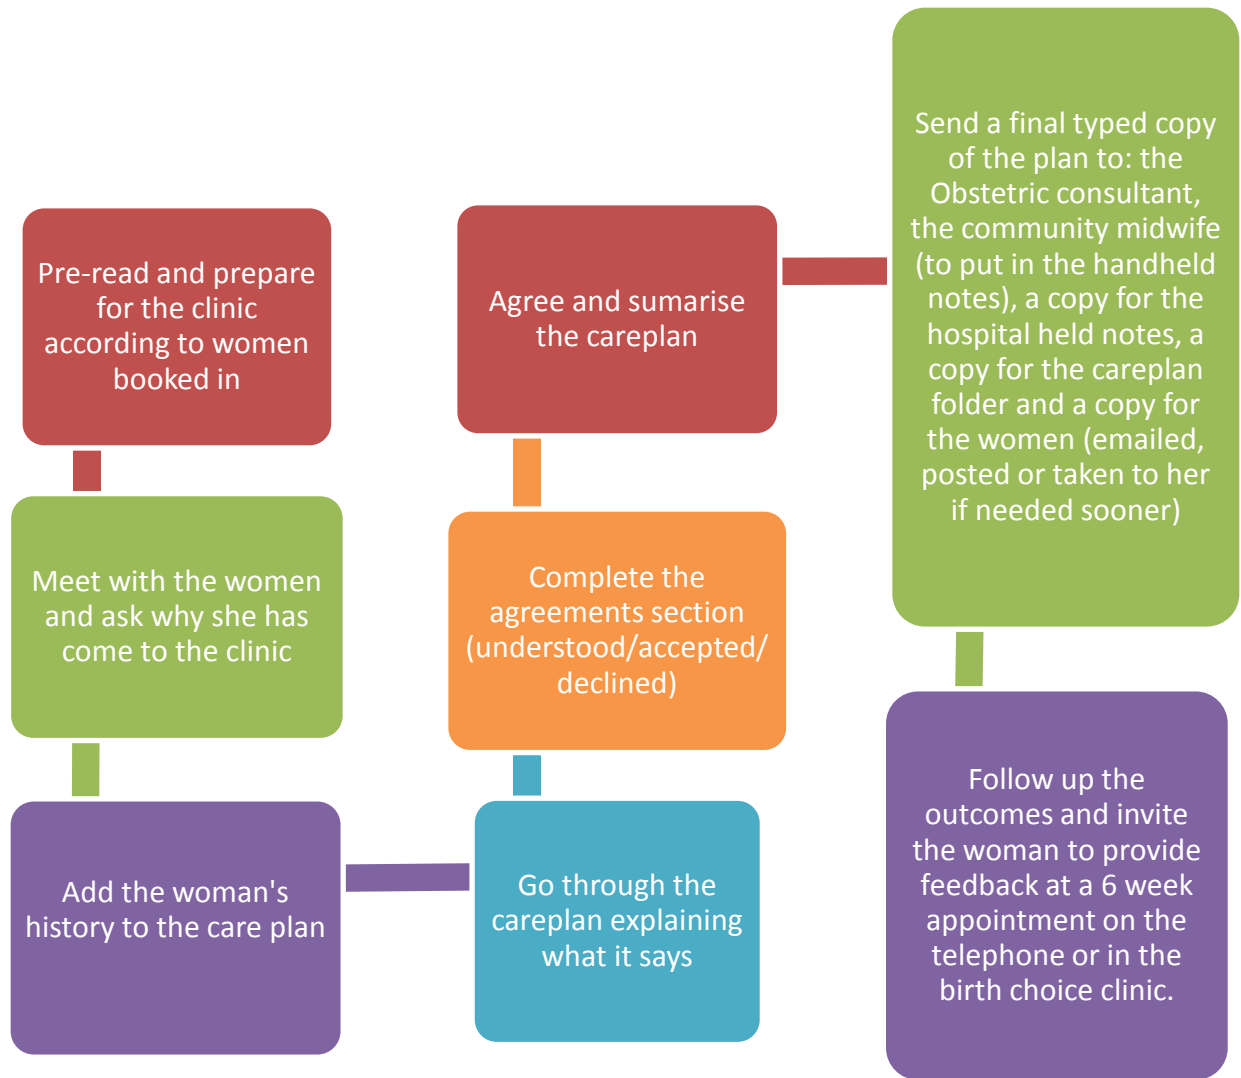 Pre-read and prepare
for the clinic
according to women
booked in
Meet with the women
and ask why she has
come to the clinic
Add the woman's
history to the care plan
Go through the
careplan explaining
what it says
Complete the
agreements section
(understood/accepted/
declined)
Agree and sumarise
the careplan
Send a final typed copy
of the plan to: the
Obstetric consultant,
the community midwife
(to put in the handheld
notes), a copy for the
hospital held notes, a
copy for the careplan
folder and a copy for
the women (emailed,
posted or taken to her
if needed sooner)
Follow up the
outcomes and invite
the woman to provide
feedback at a 6 week
appointment on the
telephone or in the
birth choice clinic.